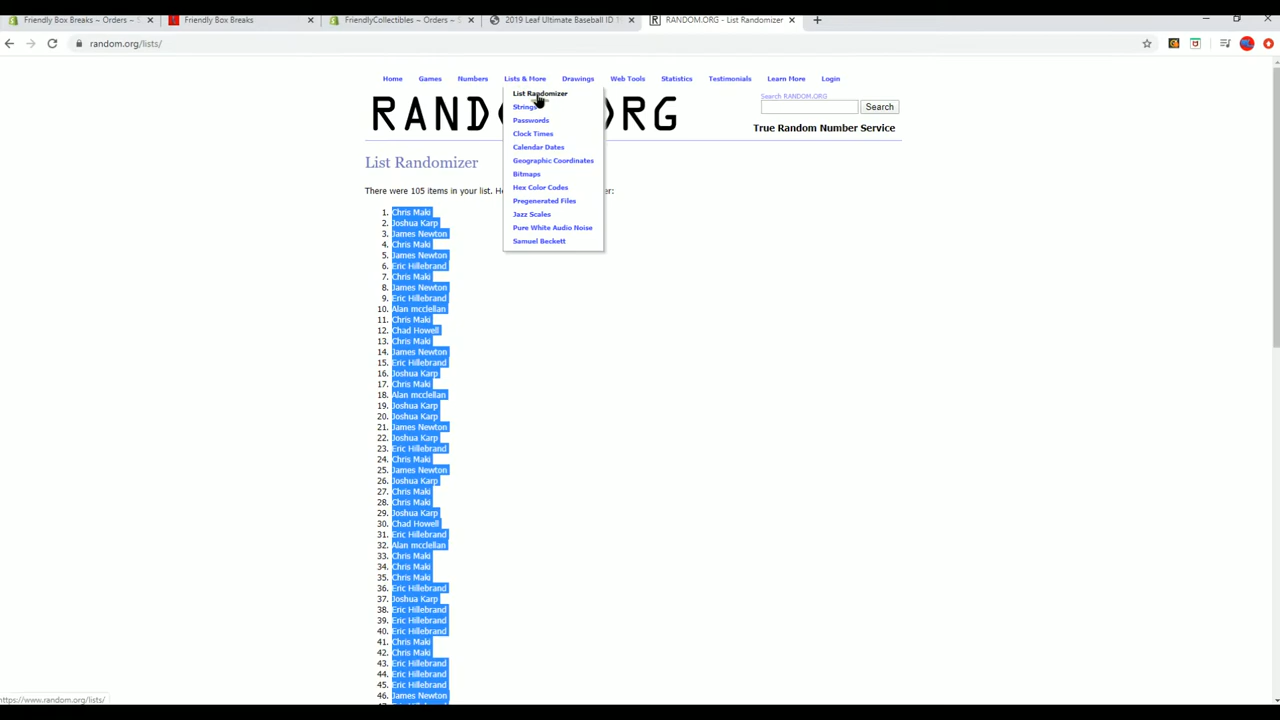 Friendly Box Breaks ~ Orders ~ S
Friendly Box Breaks
FriendlyCollectibles ~ Orders ~ S
2019 Leaf Ultimate Baseball ID 1
RANDOM.ORG - List Randomizer
random.org/lists/
Home Games Numbers Lists & More Drawings Web Tools Statistics Testimonials Learn More Login
List Randomizer
Strings
Passwords
Clock Times
Calendar Dates
Geographic Coordinates
Bitmaps
Hex Color Codes
Pregenerated Files
Jazz Scales
Pure White Audio Noise
Samuel Beckett
Search RANDOM.ORG
Search
True Random Number Service
List Randomizer
There were 105 items in your list. He
1. Chris Maki
2. Joshua Karp
3. James Newton
4. Chris Maki
5. James Newton
6. Eric Hillebrand
7. Chris Maki
8. James Newton
9. Eric Hillebrand
10. Alan mcclellan
11. Chris Maki
12. Chad Howell
13. Chris Maki
14. James Newton
15. Eric Hillebrand
16. Joshua Karp
17. Chris Maki
18. Alan mcclellan
19. Joshua Karp
20. Joshua Karp
21. James Newton
22. Joshua Karp
23. Eric Hillebrand
24. Chris Maki
25. James Newton
26. Joshua Karp
27. Chris Maki
28. Chris Maki
29. Joshua Karp
30. Chad Howell
31. Eric Hillebrand
32. Alan mcclellan
33. Chris Maki
34. Chris Maki
35. Chris Maki
36. Eric Hillebrand
37. Joshua Karp
38. Eric Hillebrand
39. Eric Hillebrand
40. Eric Hillebrand
41. Chris Maki
42. Chris Maki
43. Eric Hillebrand
44. Eric Hillebrand
45. Eric Hillebrand
46. James Newton
https://www.random.org/lists/